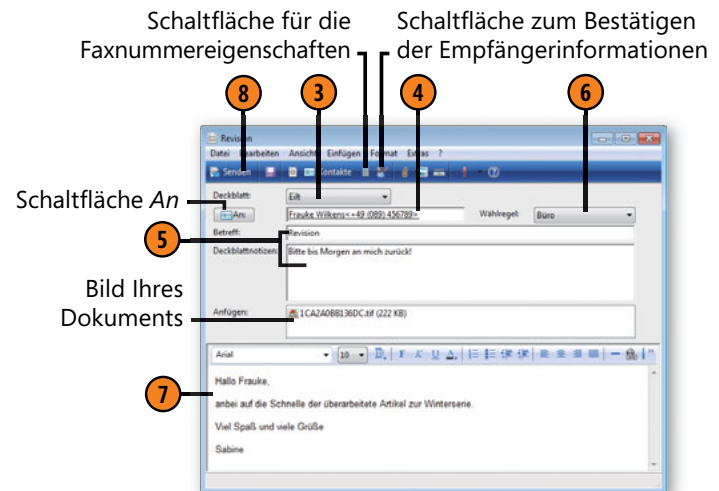 Schaltfläche für die
Faxnummereigenschaften
Schaltfläche zum Bestätigen
der Empfängerinformationen
8
3
4
6
Revision
Datei Bearbeiten Ansicht Einfügen Format Extras ?
Senden Kontakte
Deckblatt: Eilt
Schaltfläche An
An: Frauke Wilkens<+49 (089) 456789> Wählregel: Büro
5
Betreff: Revision
Deckblattnotizen: Bitte bis Morgen an mich zurück!
Bild Ihres
Dokuments
Anfügen: 1CAZA0BB136DC.tif (222 KB)
Arial 10 F K U A
7
Hallo Frauke,
anbei auf die Schnelle der überarbeitete Artikel zur Winterserie.
Viel Spaß und viele Grüße
Sabine